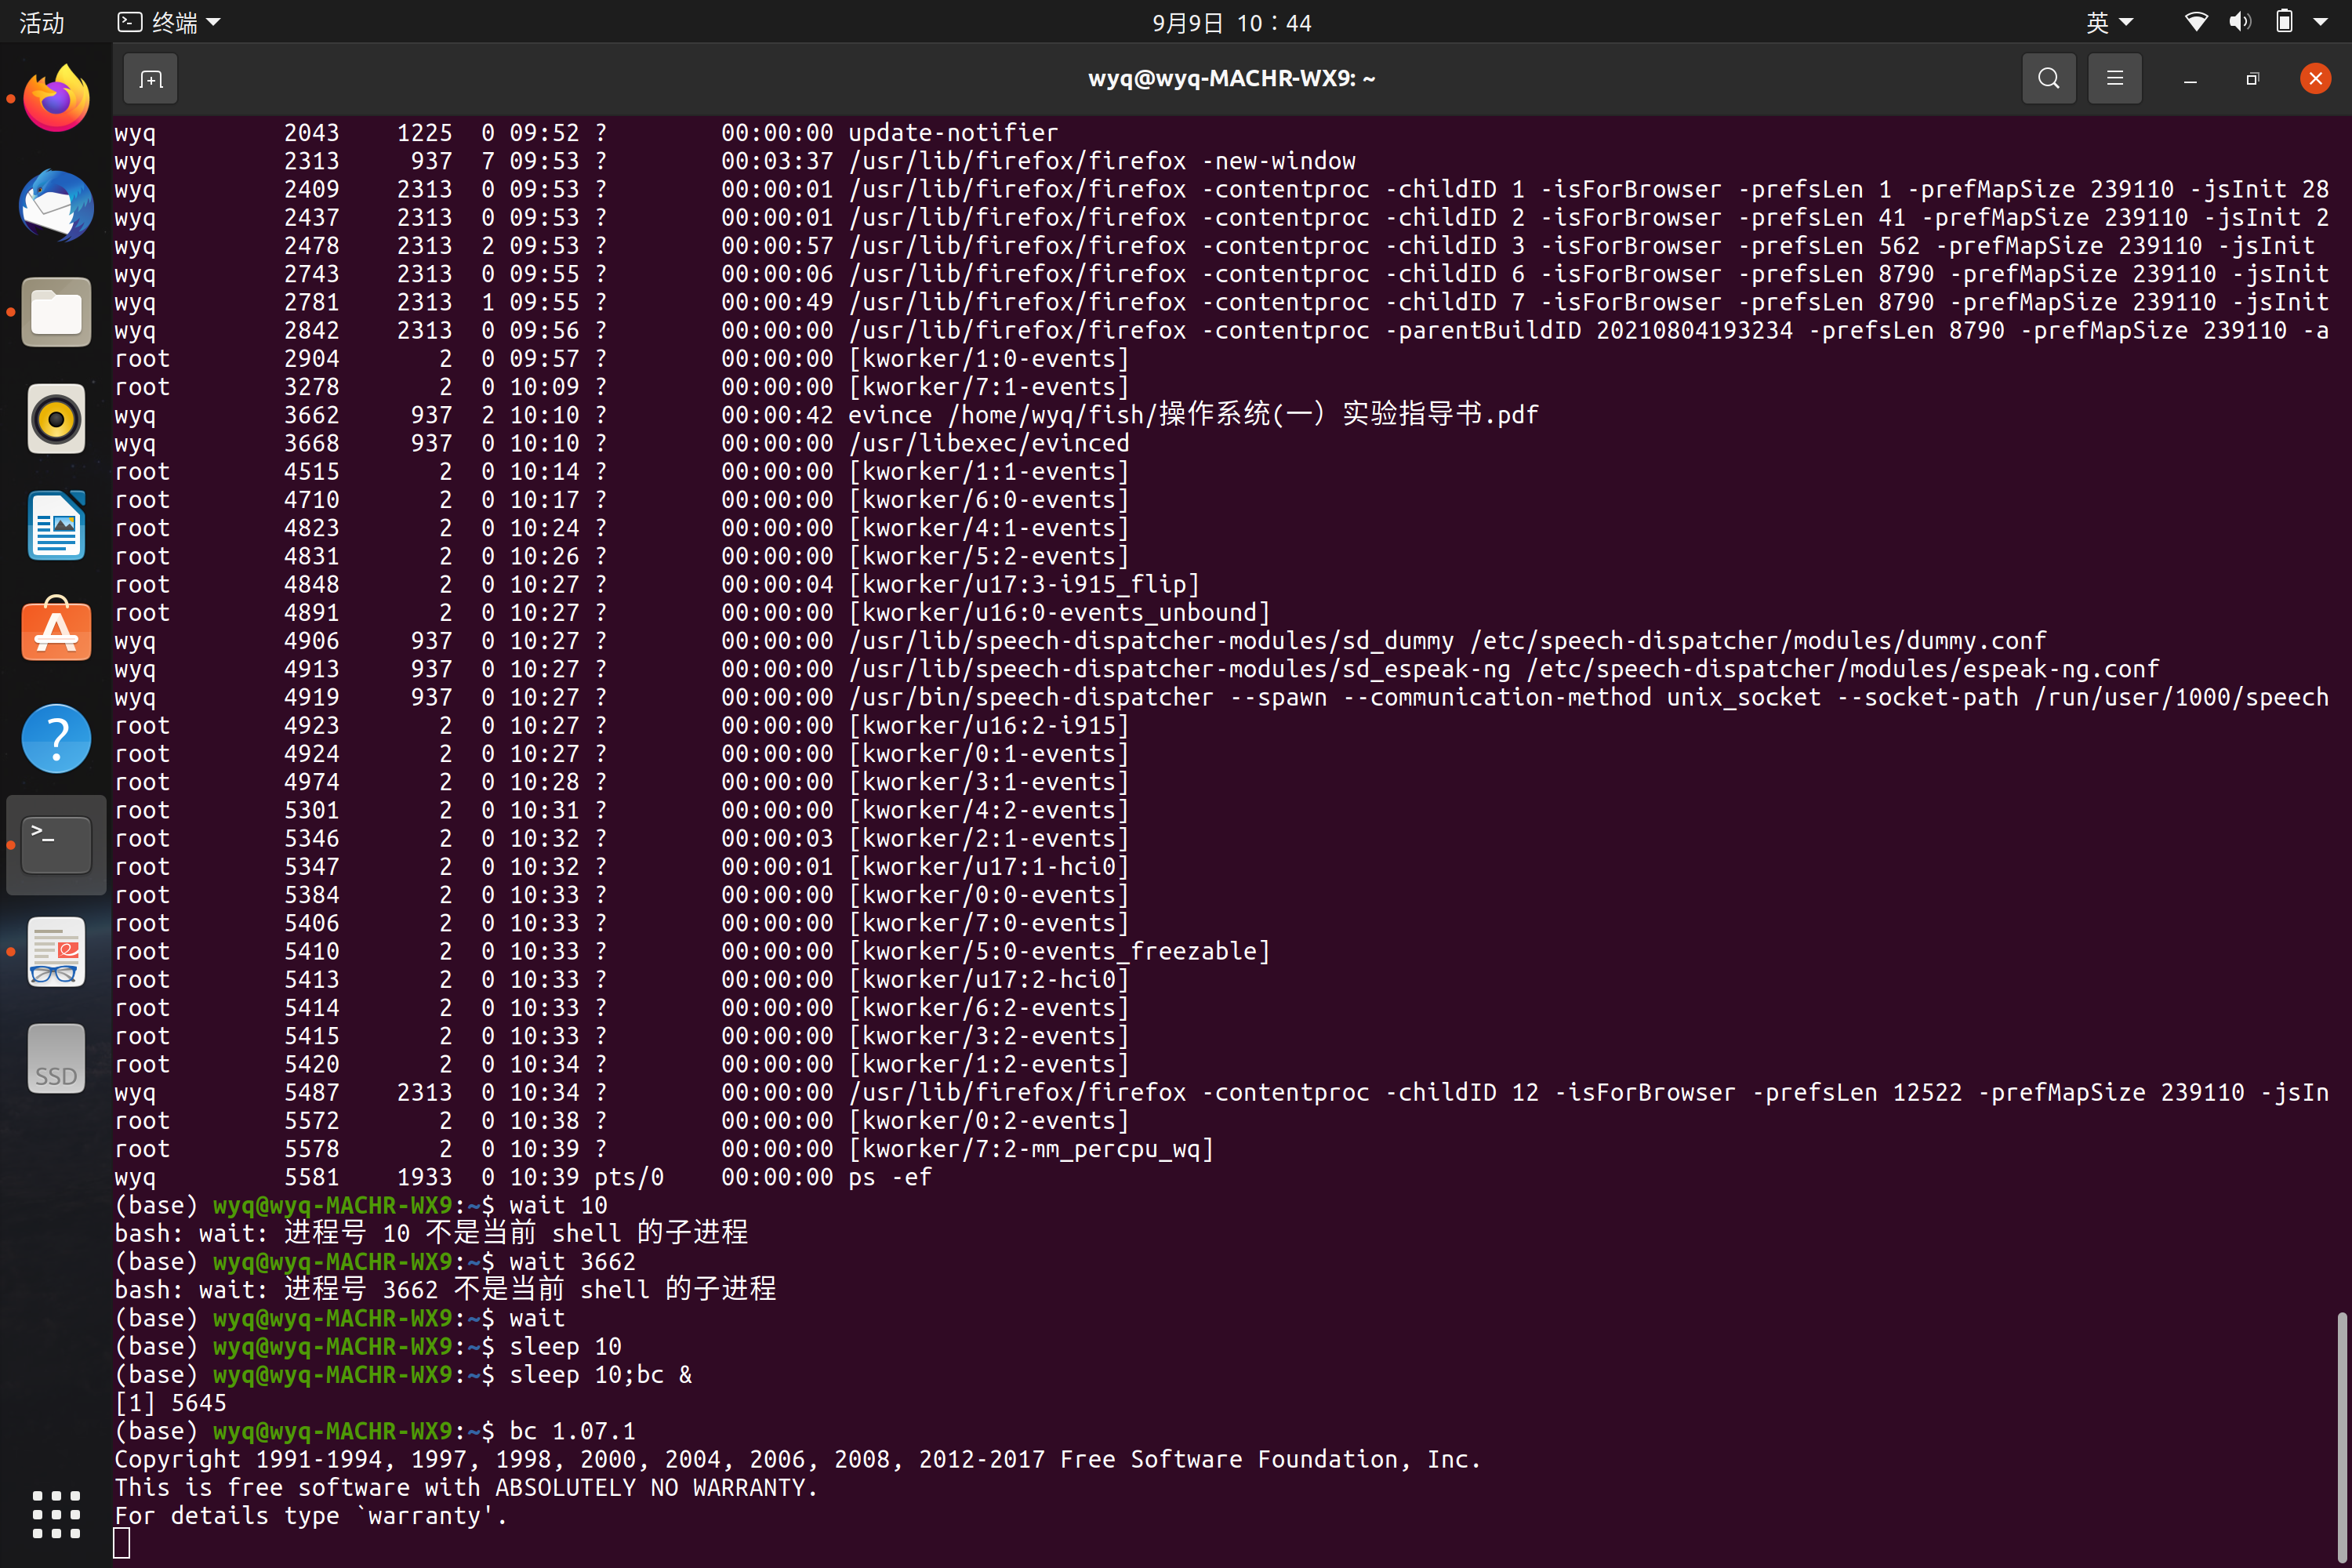 活动 终端 9月9日 10：44 英
wyq@wyq-MACHR-WX9: ~
wyq 2043 1225 0 09:52 ? 00:00:00 update-notifier
wyq 2313 937 7 09:53 ? 00:03:37 /usr/lib/firefox/firefox -new-window
wyq 2409 2313 0 09:53 ? 00:00:01 /usr/lib/firefox/firefox -contentproc -childID 1 -isForBrowser -prefsLen 1 -prefMapSize 239110 -jsInit 28
wyq 2437 2313 0 09:53 ? 00:00:01 /usr/lib/firefox/firefox -contentproc -childID 2 -isForBrowser -prefsLen 41 -prefMapSize 239110 -jsInit 2
wyq 2478 2313 2 09:53 ? 00:00:57 /usr/lib/firefox/firefox -contentproc -childID 3 -isForBrowser -prefsLen 562 -prefMapSize 239110 -jsInit
wyq 2743 2313 0 09:55 ? 00:00:06 /usr/lib/firefox/firefox -contentproc -childID 6 -isForBrowser -prefsLen 8790 -prefMapSize 239110 -jsInit
wyq 2781 2313 1 09:55 ? 00:00:49 /usr/lib/firefox/firefox -contentproc -childID 7 -isForBrowser -prefsLen 8790 -prefMapSize 239110 -jsInit
wyq 2842 2313 0 09:56 ? 00:00:00 /usr/lib/firefox/firefox -contentproc -parentBuildID 20210804193234 -prefsLen 8790 -prefMapSize 239110 -a
root 2904 2 0 09:57 ? 00:00:00 [kworker/1:0-events]
root 3278 2 0 10:09 ? 00:00:00 [kworker/7:1-events]
wyq 3662 937 2 10:10 ? 00:00:42 evince /home/wyq/fish/操作系统(一）实验指导书.pdf
wyq 3668 937 0 10:10 ? 00:00:00 /usr/libexec/evinced
root 4515 2 0 10:14 ? 00:00:00 [kworker/1:1-events]
root 4710 2 0 10:17 ? 00:00:00 [kworker/6:0-events]
root 4823 2 0 10:24 ? 00:00:00 [kworker/4:1-events]
root 4831 2 0 10:26 ? 00:00:00 [kworker/5:2-events]
root 4848 2 0 10:27 ? 00:00:04 [kworker/u17:3-i915_flip]
root 4891 2 0 10:27 ? 00:00:00 [kworker/u16:0-events_unbound]
wyq 4906 937 0 10:27 ? 00:00:00 /usr/lib/speech-dispatcher-modules/sd_dummy /etc/speech-dispatcher/modules/dummy.conf
wyq 4913 937 0 10:27 ? 00:00:00 /usr/lib/speech-dispatcher-modules/sd_espeak-ng /etc/speech-dispatcher/modules/espeak-ng.conf
wyq 4919 937 0 10:27 ? 00:00:00 /usr/bin/speech-dispatcher --spawn --communication-method unix_socket --socket-path /run/user/1000/speech
root 4923 2 0 10:27 ? 00:00:00 [kworker/u16:2-i915]
root 4924 2 0 10:27 ? 00:00:00 [kworker/0:1-events]
root 4974 2 0 10:28 ? 00:00:00 [kworker/3:1-events]
root 5301 2 0 10:31 ? 00:00:00 [kworker/4:2-events]
root 5346 2 0 10:32 ? 00:00:03 [kworker/2:1-events]
root 5347 2 0 10:32 ? 00:00:01 [kworker/u17:1-hci0]
root 5384 2 0 10:33 ? 00:00:00 [kworker/0:0-events]
root 5406 2 0 10:33 ? 00:00:00 [kworker/7:0-events]
root 5410 2 0 10:33 ? 00:00:00 [kworker/5:0-events_freezable]
root 5413 2 0 10:33 ? 00:00:00 [kworker/u17:2-hci0]
root 5414 2 0 10:33 ? 00:00:00 [kworker/6:2-events]
root 5415 2 0 10:33 ? 00:00:00 [kworker/3:2-events]
root 5420 2 0 10:34 ? 00:00:00 [kworker/1:2-events]
wyq 5487 2313 0 10:34 ? 00:00:00 /usr/lib/firefox/firefox -contentproc -childID 12 -isForBrowser -prefsLen 12522 -prefMapSize 239110 -jsIn
root 5572 2 0 10:38 ? 00:00:00 [kworker/0:2-events]
root 5578 2 0 10:39 ? 00:00:00 [kworker/7:2-mm_percpu_wq]
wyq 5581 1933 0 10:39 pts/0 00:00:00 ps -ef
(base) wyq@wyq-MACHR-WX9:~$ wait 10
bash: wait: 进程号 10 不是当前 shell 的子进程
(base) wyq@wyq-MACHR-WX9:~$ wait 3662
bash: wait: 进程号 3662 不是当前 shell 的子进程
(base) wyq@wyq-MACHR-WX9:~$ wait
(base) wyq@wyq-MACHR-WX9:~$ sleep 10
(base) wyq@wyq-MACHR-WX9:~$ sleep 10;bc &
[1] 5645
(base) wyq@wyq-MACHR-WX9:~$ bc 1.07.1
Copyright 1991-1994, 1997, 1998, 2000, 2004, 2006, 2008, 2012-2017 Free Software Foundation, Inc.
This is free software with ABSOLUTELY NO WARRANTY.
For details type `warranty'.
SSD